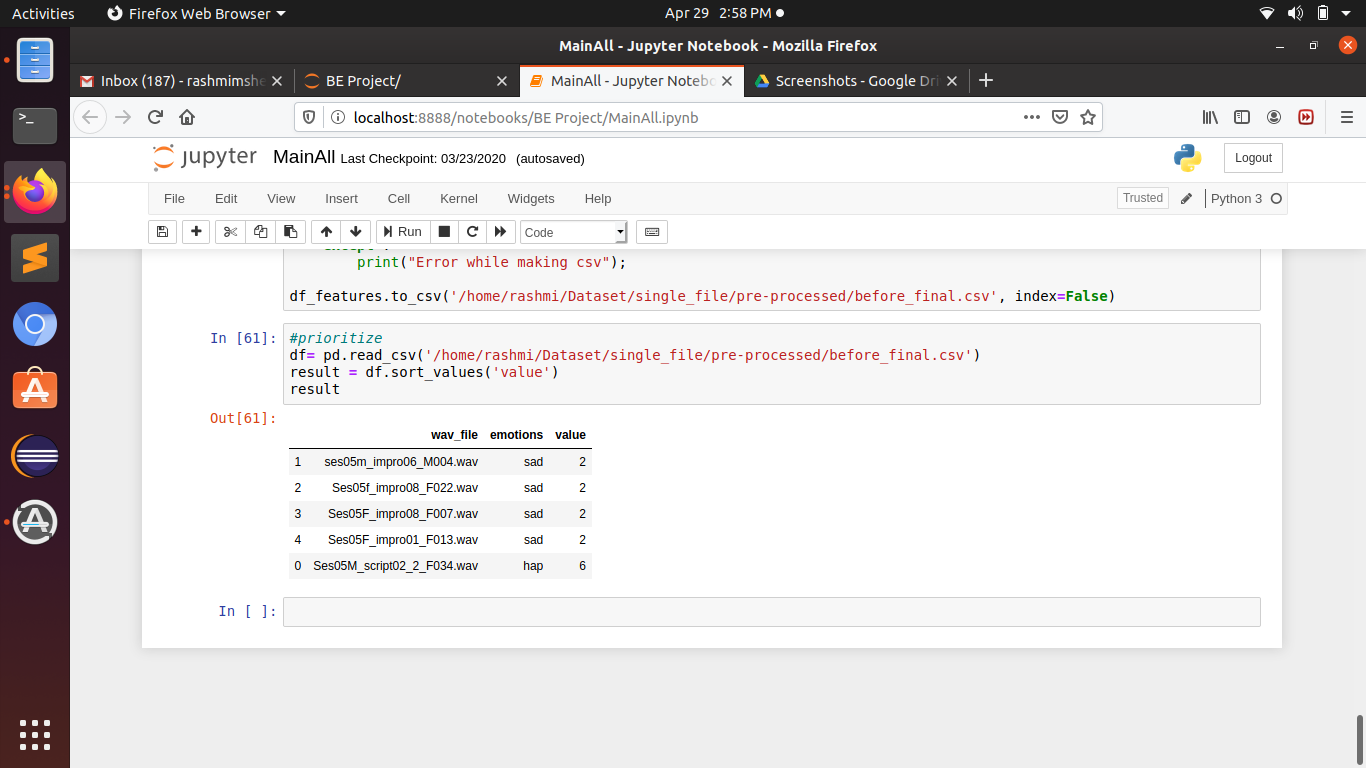 Activities Firefox Web Browser Apr 29 2:58 PM
MainAll - Jupyter Notebook - Mozilla Firefox
Inbox (187) - rashmimshe BE Project/ MainAll - Jupyter Notebo Screenshots - Google Dri
localhost:8888/notebooks/BE Project/MainAll.ipynb
jupyter MainAll Last Checkpoint: 03/23/2020 (autosaved) Logout
File Edit View Insert Cell Kernel Widgets Help Trusted Python 3
Run Code
print("Error while making csv");
df_features.to_csv('/home/rashmi/Dataset/single_file/pre-processed/before_final.csv', index=False)
In [61]: #prioritize
df= pd.read_csv('/home/rashmi/Dataset/single_file/pre-processed/before_final.csv')
result = df.sort_values('value')
result
Out[61]:
wav_file emotions value
1 ses05m_impro06_M004.wav sad 2
2 Ses05f_impro08_F022.wav sad 2
3 Ses05F_impro08_F007.wav sad 2
4 Ses05F_impro01_F013.wav sad 2
0 Ses05M_script02_2_F034.wav hap 6
In [ ]: